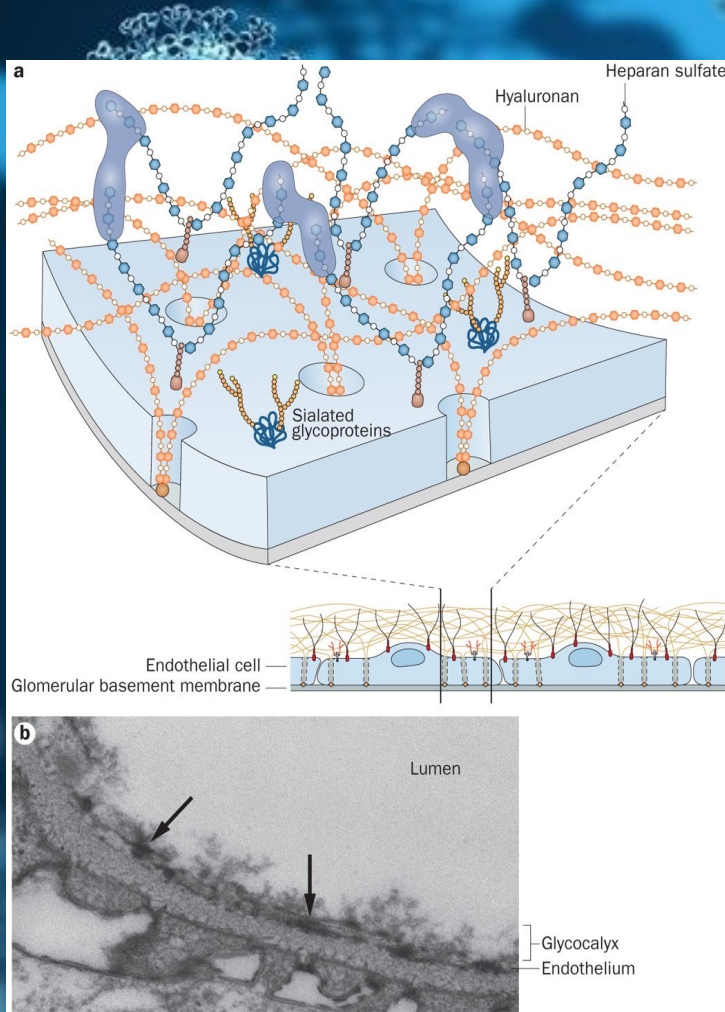 a
Heparan sulfate
Hyaluronan
Sialated
glycoproteins
Endothelial cell
Glomerular basement membrane
b
Lumen
Glycocalyx
Endothelium